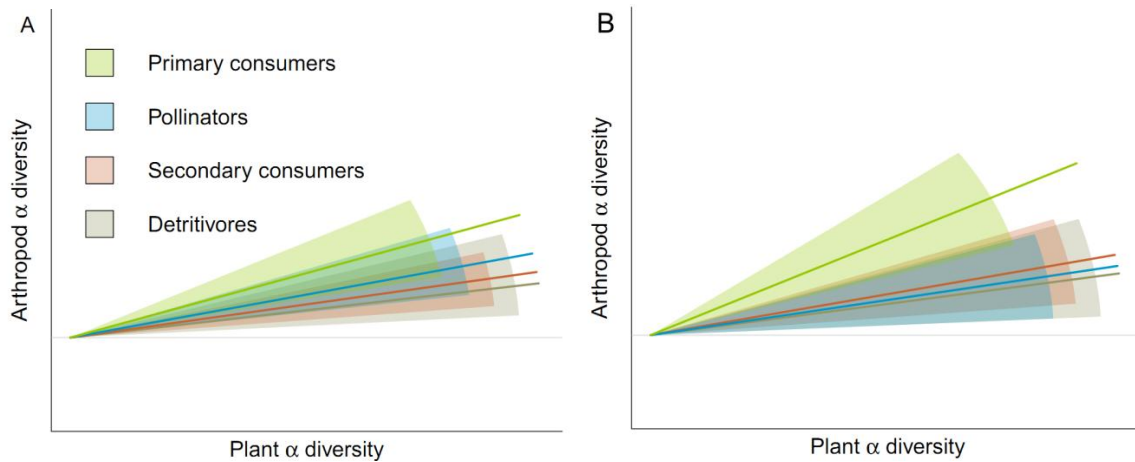 A
Primary consumers
Pollinators
Secondary consumers
Detritivores
Arthropod α diversity
Plant α diversity
B
Arthropod α diversity
Plant α diversity